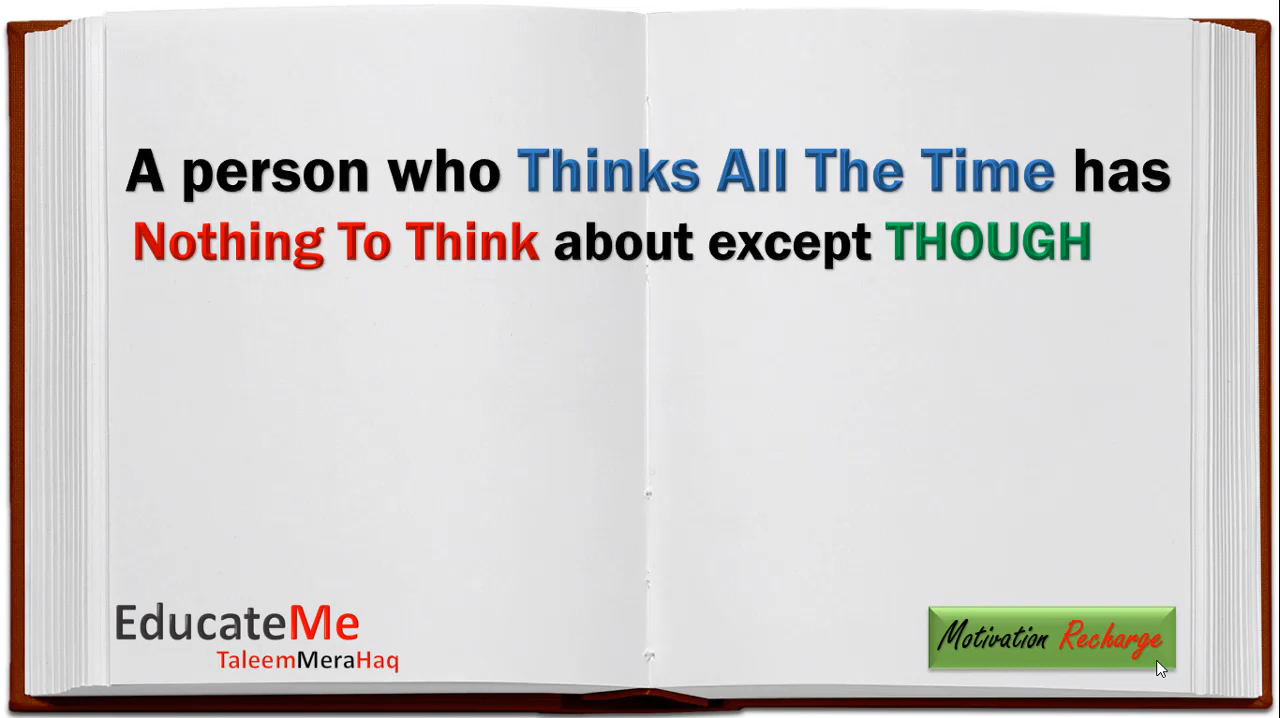 A person who Thinks All The Time has
Nothing To Think about except THOUGH
EducateMe
TaleemMeraHaq
Motivation Recharge